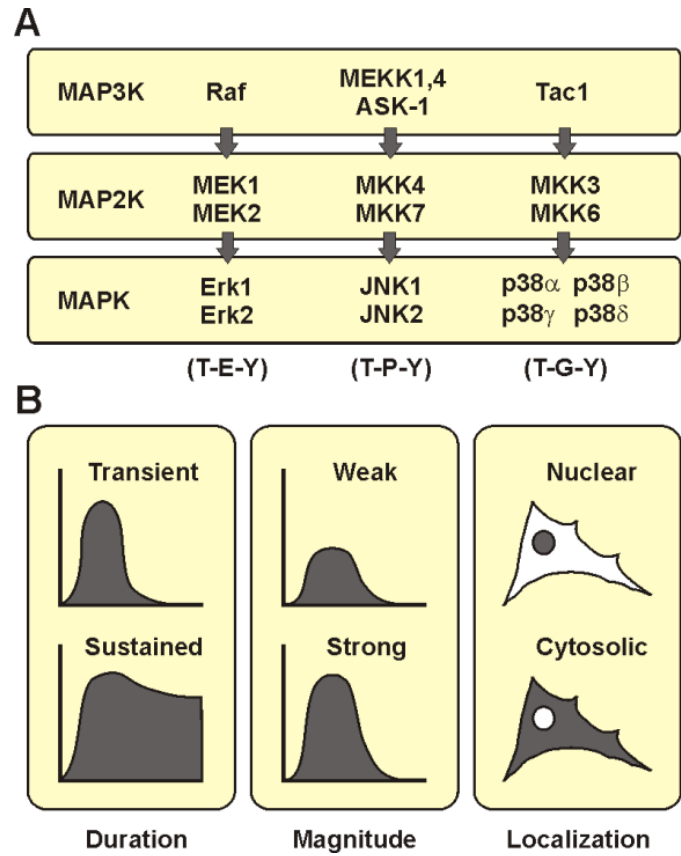 A
MAP3K Raf MEKK1,4 ASK-1 Tac1
MAP2K MEK1 MEK2 MKK4 MKK7 MKK3 MKK6
MAPK Erk1 Erk2 JNK1 JNK2 p38α p38β p38γ p38δ
(T-E-Y) (T-P-Y) (T-G-Y)
B
Transient Weak Nuclear
Sustained Strong Cytosolic
Duration Magnitude Localization